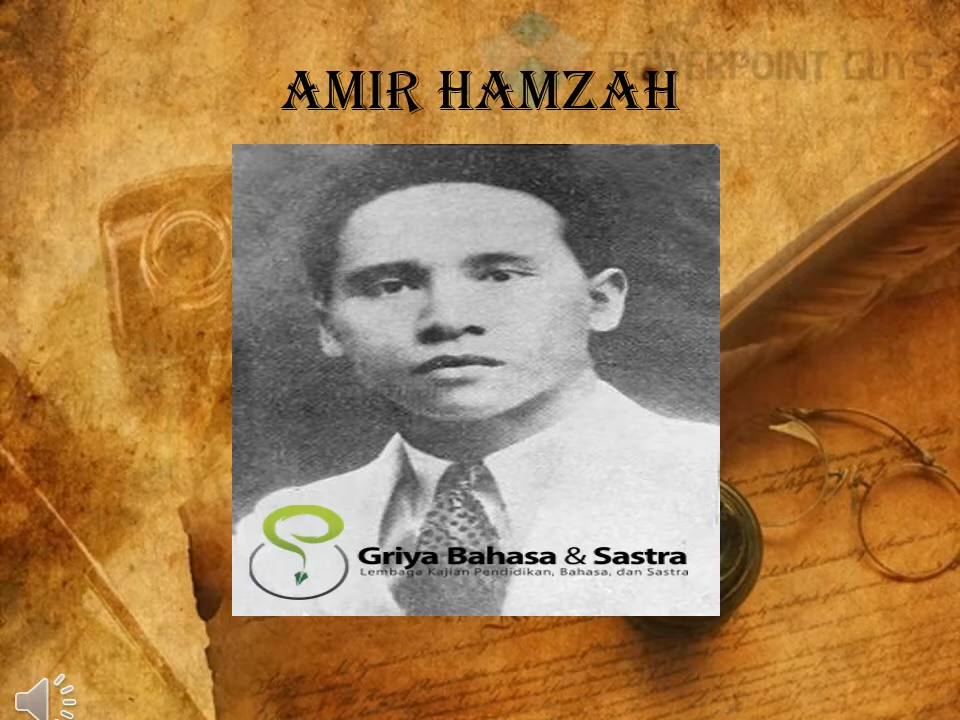 POWERPOINT GUYS
AMIR HAMZAH
Griya Bahasa & Sastra
Lembaga Kajian Pendidikan, Bahasa, dan Sastra